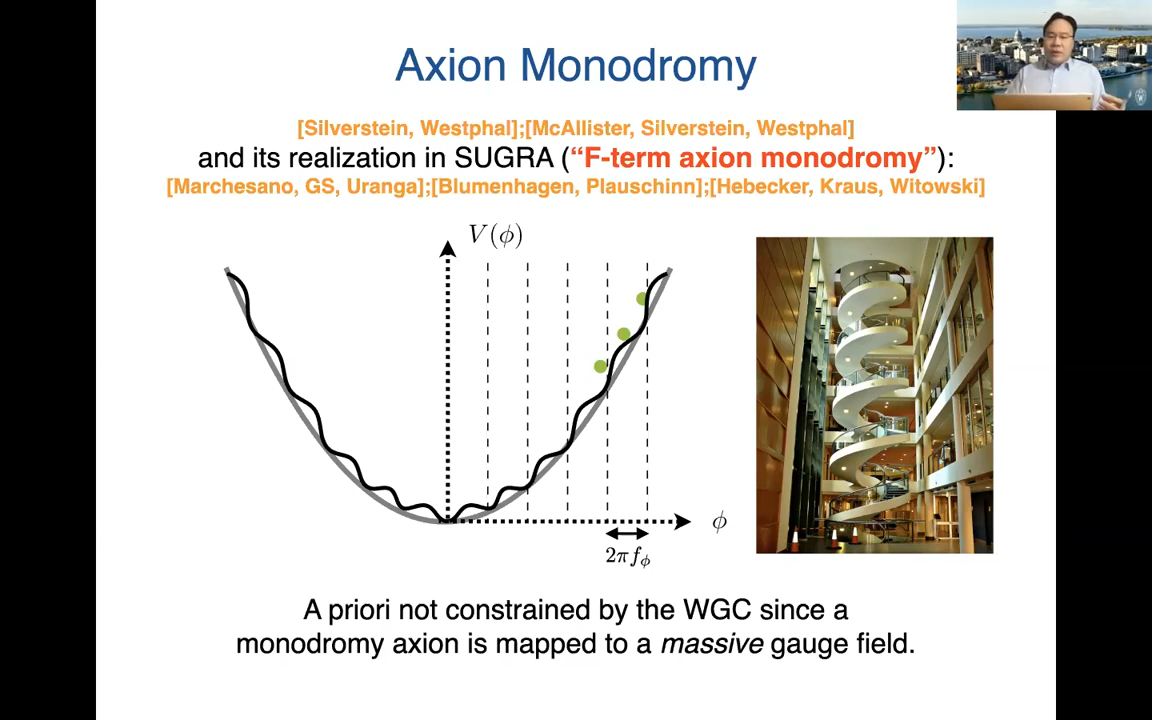 Axion Monodromy
[Silverstein, Westphal];[McAllister, Silverstein, Westphal]
and its realization in SUGRA (“F-term axion monodromy”):
[Marchesano, GS, Uranga];[Blumenhagen, Plauschinn];[Hebecker, Kraus, Witowski]
V(ϕ)
ϕ
2πf_ϕ
A priori not constrained by the WGC since a
monodromy axion is mapped to a massive gauge field.